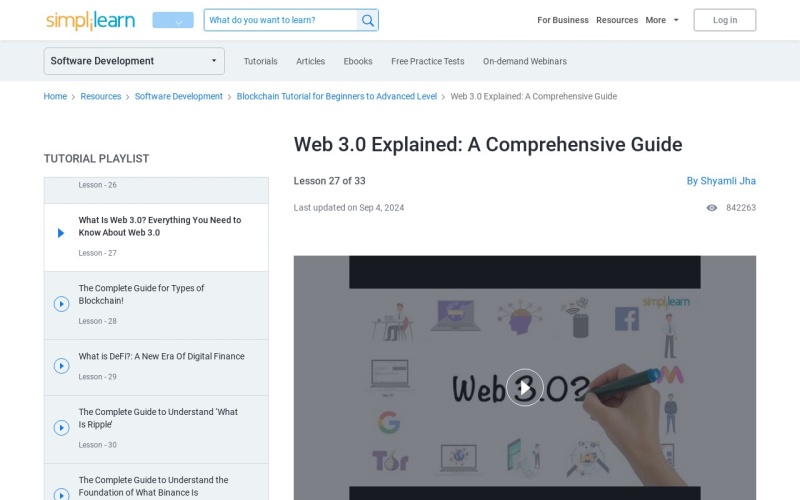 simplilearn
What do you want to learn?
For Business
Resources
More
Log in
Software Development
Tutorials
Articles
Ebooks
Free Practice Tests
On-demand Webinars
Home
Resources
Software Development
Blockchain Tutorial for Beginners to Advanced Level
Web 3.0 Explained: A Comprehensive Guide
TUTORIAL PLAYLIST
Lesson - 26
What Is Web 3.0? Everything You Need to
Know About Web 3.0
Lesson - 27
The Complete Guide for Types of
Blockchain!
Lesson - 28
What is DeFi?: A New Era Of Digital Finance
Lesson - 29
The Complete Guide to Understand ‘What
Is Ripple’
Lesson - 30
The Complete Guide to Understand the
Foundation of What Binance Is
Web 3.0 Explained: A Comprehensive Guide
Lesson 27 of 33
By Shyamli Jha
Last updated on Sep 4, 2024
842263
simplilearn
Web 3.0?
Tor